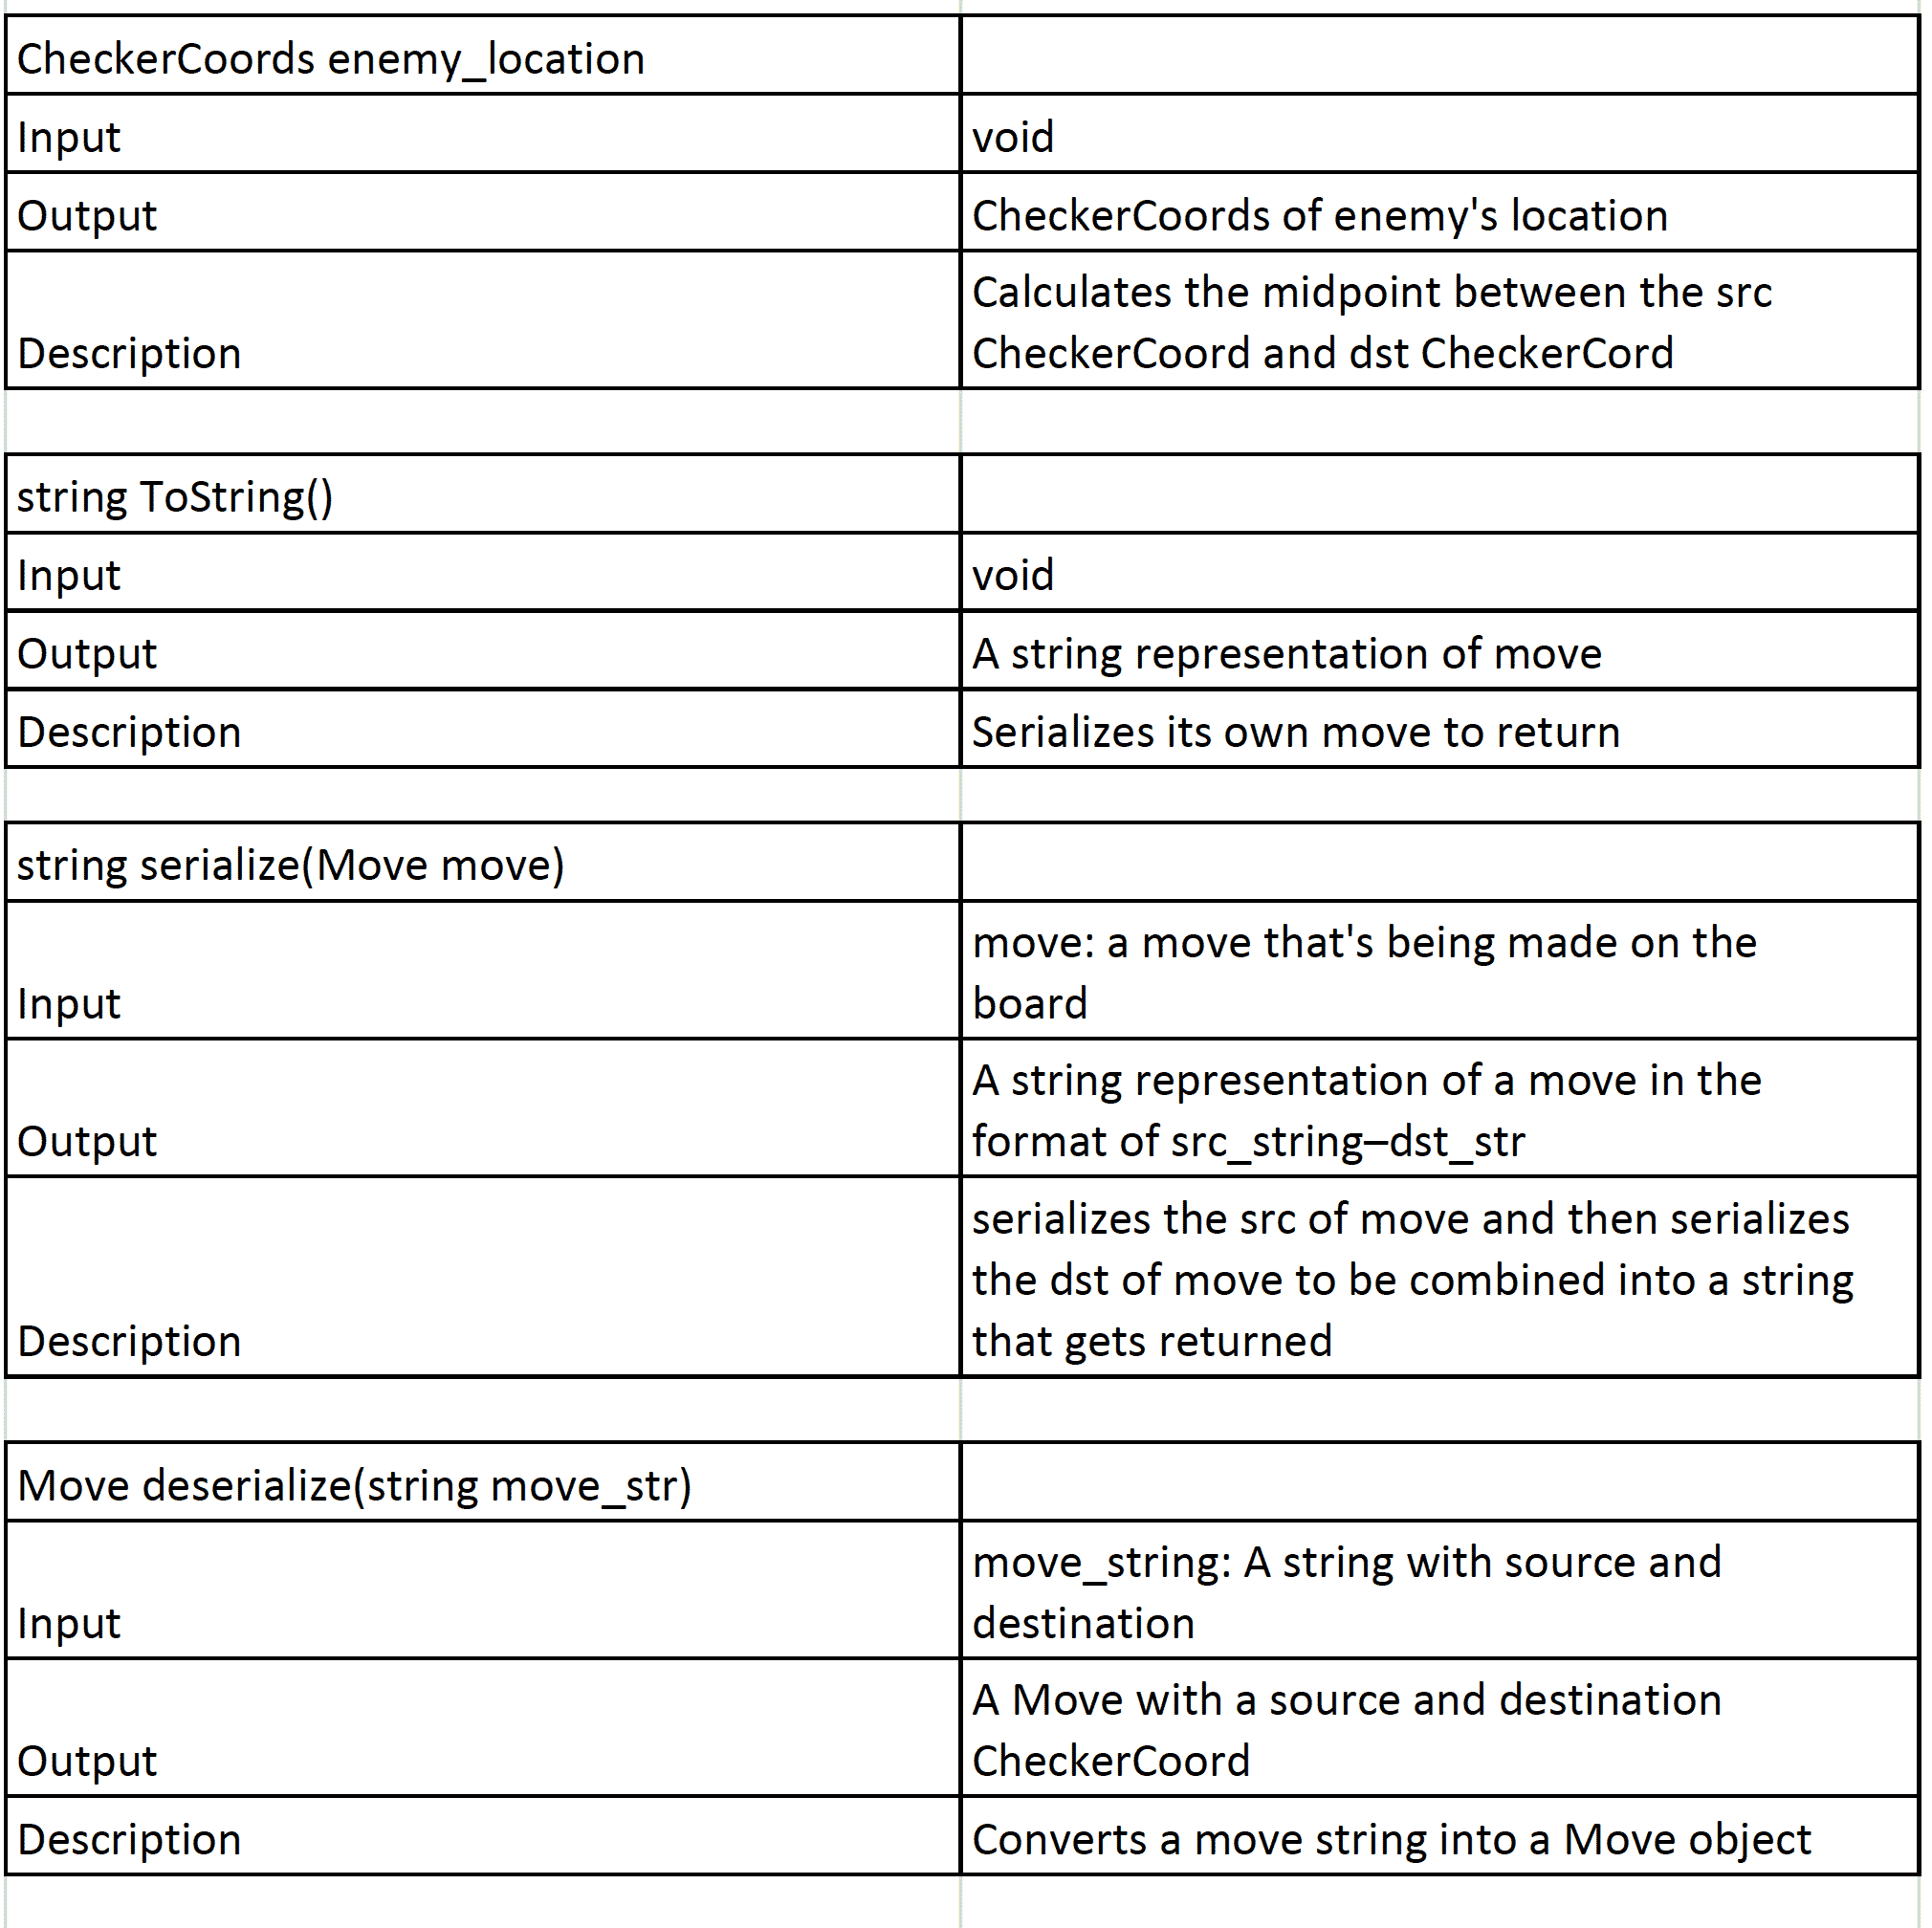 CheckerCoords enemy_location
Input void
Output CheckerCoords of enemy's location
Calculates the midpoint between the src
Description CheckerCoord and dst CheckerCord
string ToString()
Input void
Output A string representation of move
Description Serializes its own move to return
string serialize(Move move)
move: a move that's being made on the
Input board
A string representation of a move in the
Output format of src_string–dst_str
serializes the src of move and then serializes
the dst of move to be combined into a string
Description that gets returned
Move deserialize(string move_str)
move_string: A string with source and
Input destination
A Move with a source and destination
Output CheckerCoord
Description Converts a move string into a Move object